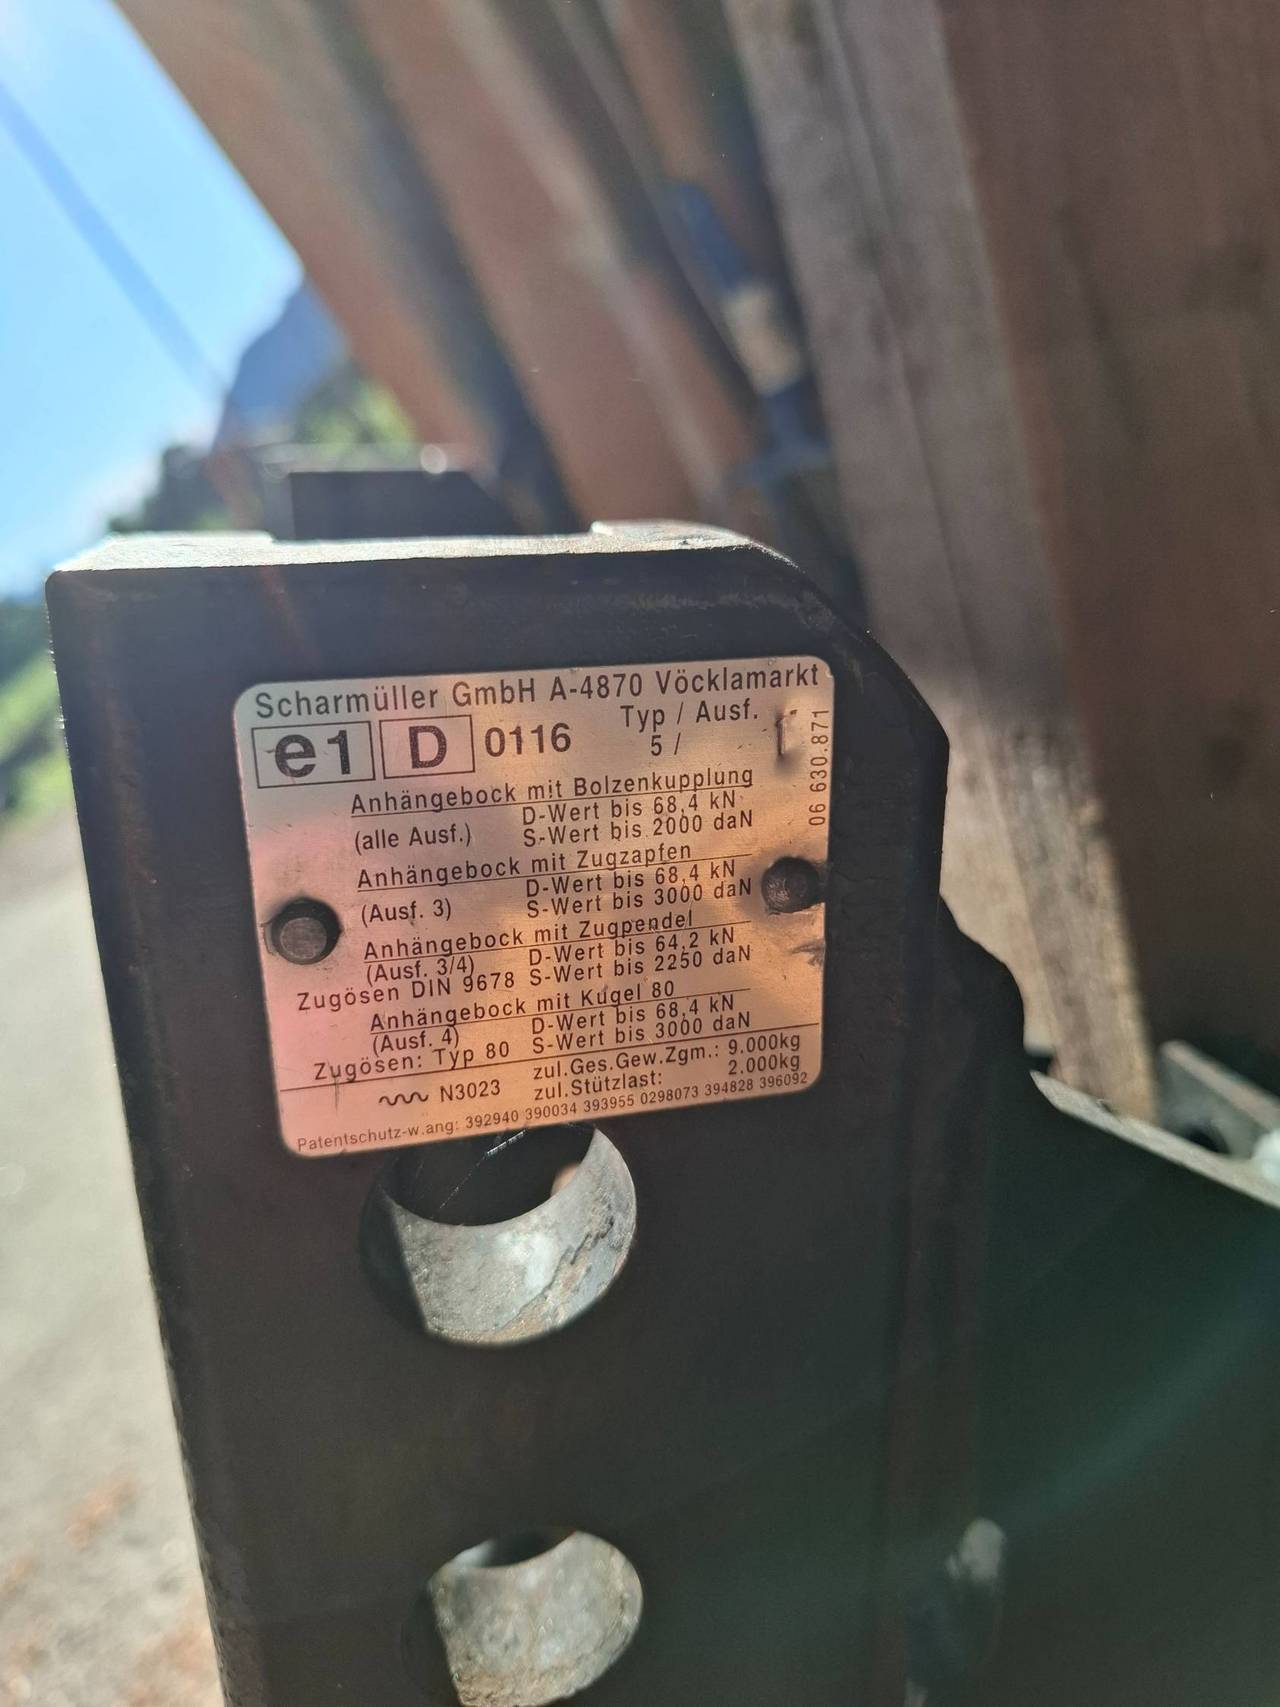 Scharmüller GmbH A-4870 Vöcklamarkt
e1 D 0116 Typ / Ausf.
5 / 1
06 630.871
Anhängebock mit Bolzenkupplung
D-Wert bis 68,4 kN
(alle Ausf.) S-Wert bis 2000 daN
Anhängebock mit Zugzapfen
D-Wert bis 68,4 kN
(Ausf. 3) S-Wert bis 3000 daN
Anhängebock mit Zugpendel
(Ausf. 3/4) D-Wert bis 64,2 kN
Zugösen DIN 9678 S-Wert bis 2250 daN
Anhängebock mit Kugel 80
(Ausf. 4) D-Wert bis 68,4 kN
Zugösen: Typ 80 S-Wert bis 3000 daN
N3023 zul.Ges.Gew.Zgm.: 9.000kg
zul.Stützlast: 2.000kg
Patentschutz-w.ang: 392940 390034 393955 0298073 394828 396092